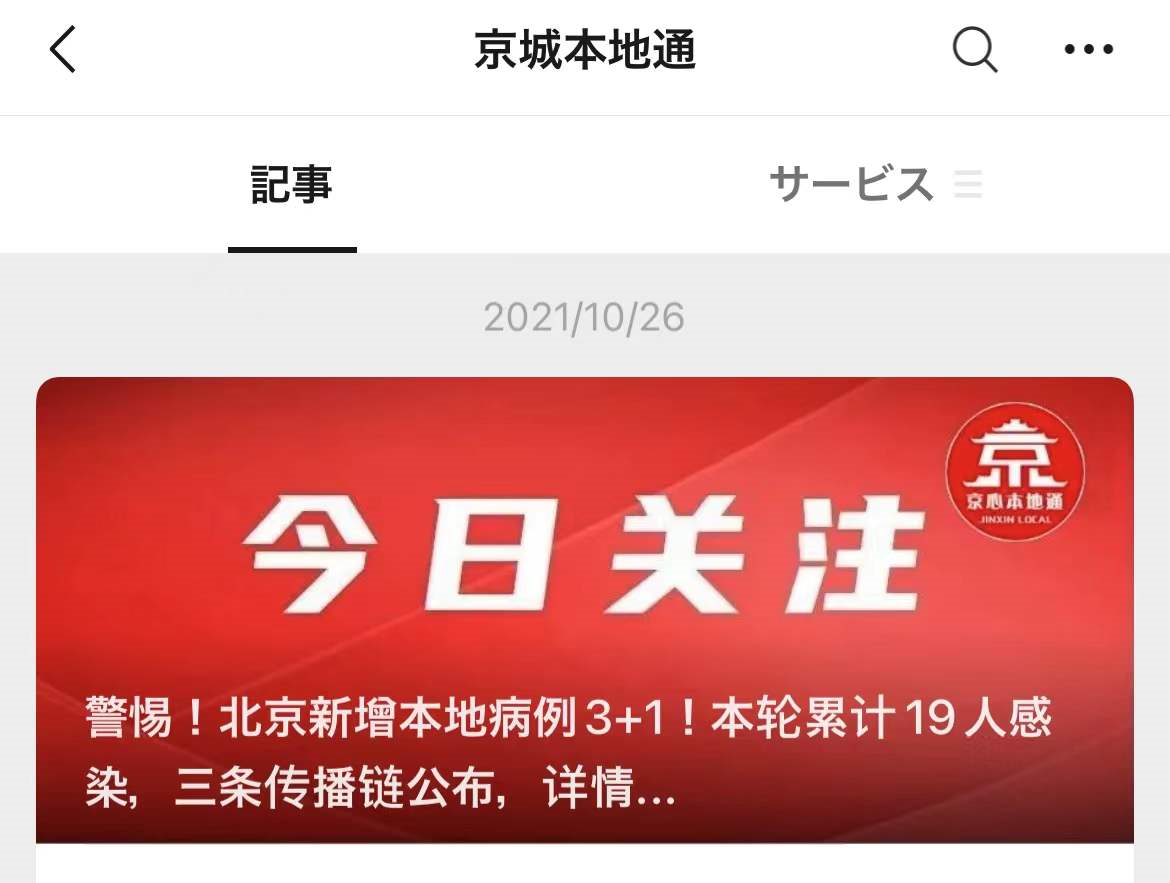 京城本地通
記事
サービス
2021/10/26
京
京心本地通
JINXIN LOCAL
今日关注
警惕！北京新增本地病例3+1！本轮累计19人感
染，三条传播链公布，详情...